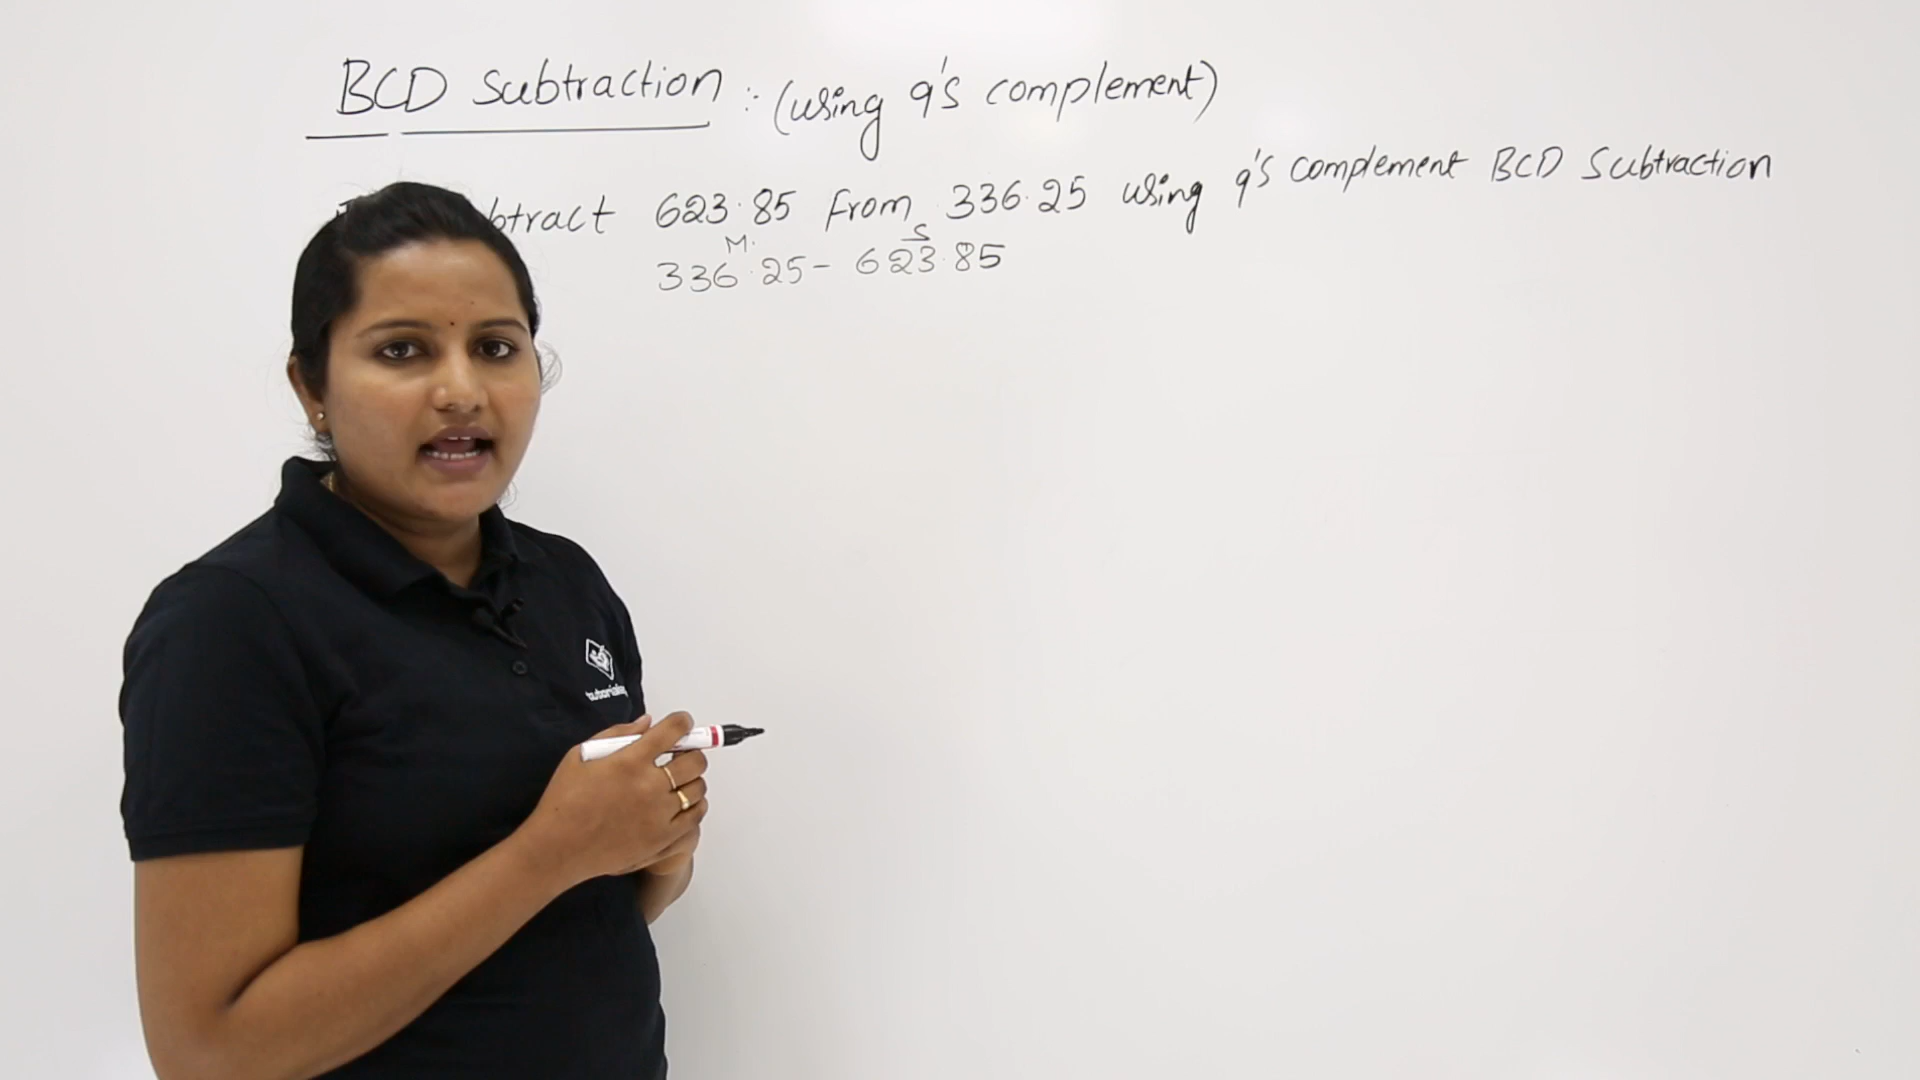 BCD Subtraction : (using 9's complement)
btract 623.85 from 336.25 using 9's complement BCD Subtraction
M. S
336.25 - 623.85